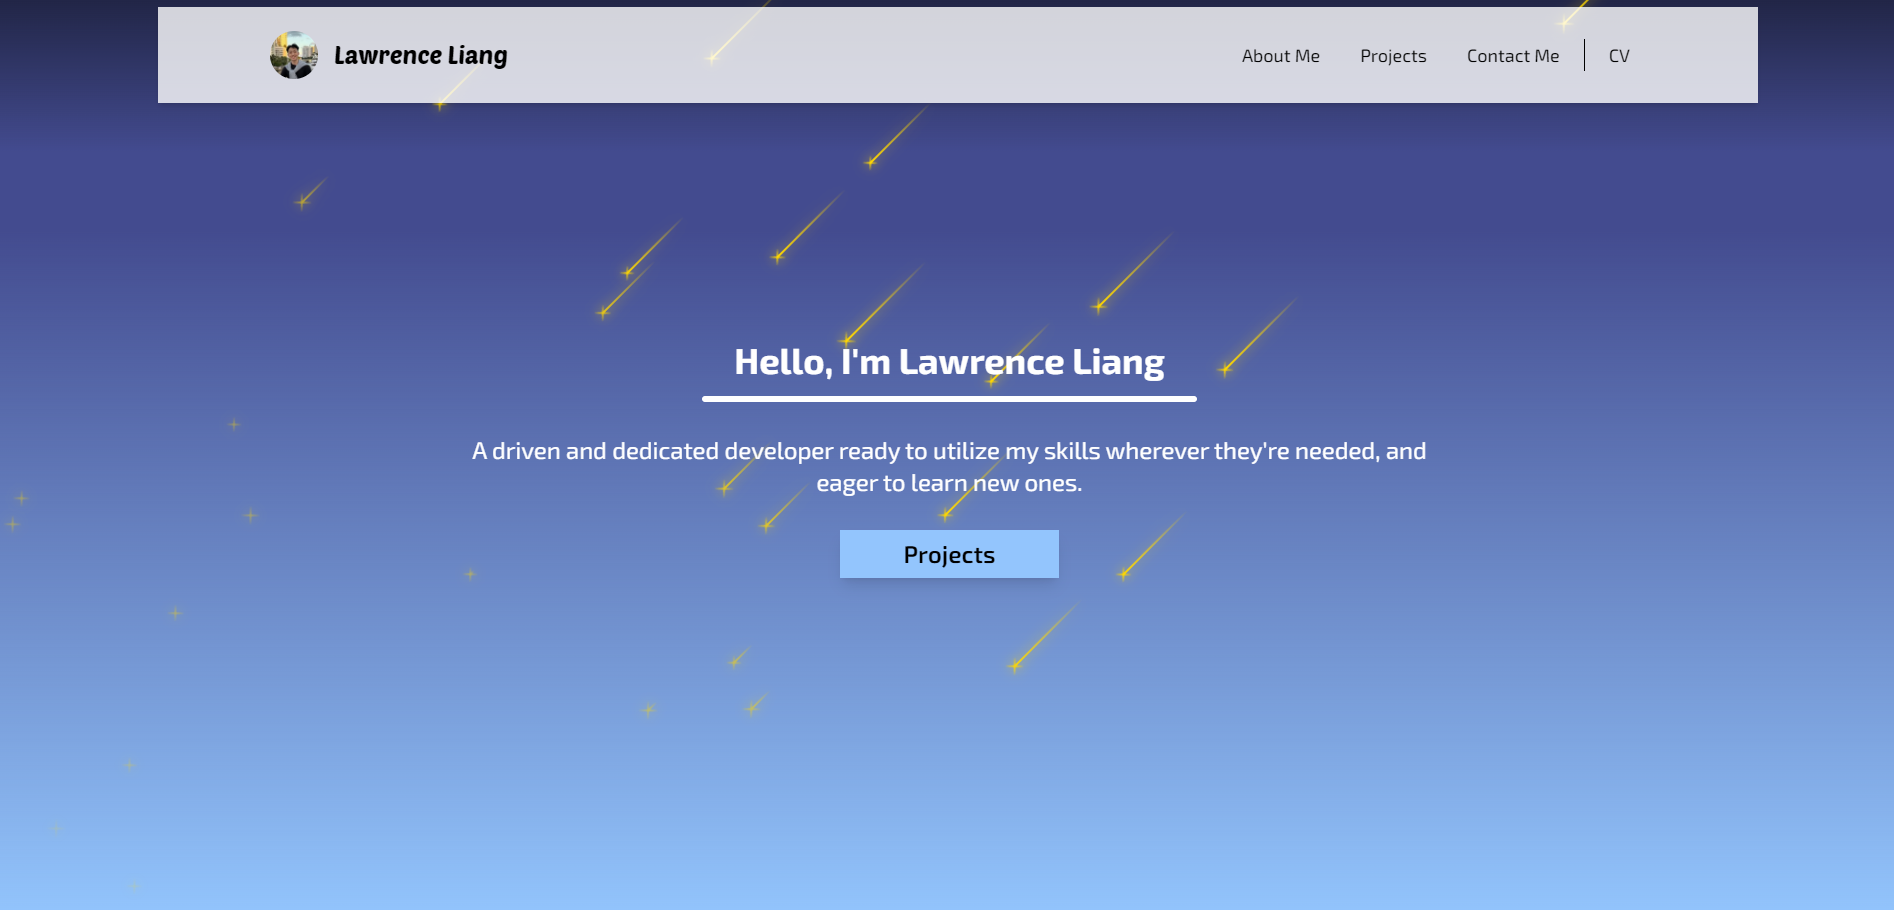 Lawrence Liang
About Me
Projects
Contact Me
CV
Hello, I'm Lawrence Liang
A driven and dedicated developer ready to utilize my skills wherever they're needed, and
eager to learn new ones.
Projects